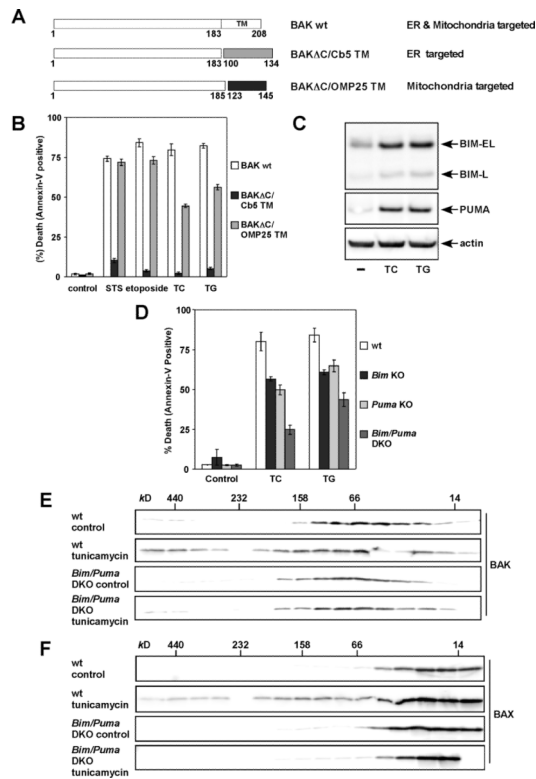 A
TM
1 183 208
BAK wt
ER & Mitochondria targeted
1 183 100 134
BAKΔC/Cb5 TM
ER targeted
1 185 123 145
BAKΔC/OMP25 TM
Mitochondria targeted
B
(%) Death (Annexin-V positive)
100
75
50
25
0
control STS etoposide TC TG
BAK wt
BAKΔC/
Cb5 TM
BAKΔC/
OMP25 TM
C
BIM-EL
BIM-L
PUMA
actin
– TC TG
D
% Death (Annexin-V Positive)
100
75
50
25
0
Control TC TG
wt
Bim KO
Puma KO
Bim/Puma
DKO
E
kD 440 232 158 66 14
wt
control
wt
tunicamycin
Bim/Puma
DKO control
Bim/Puma
DKO
tunicamycin
BAK
F
kD 440 232 158 66 14
wt
control
wt
tunicamycin
Bim/Puma
DKO control
Bim/Puma
DKO
tunicamycin
BAX